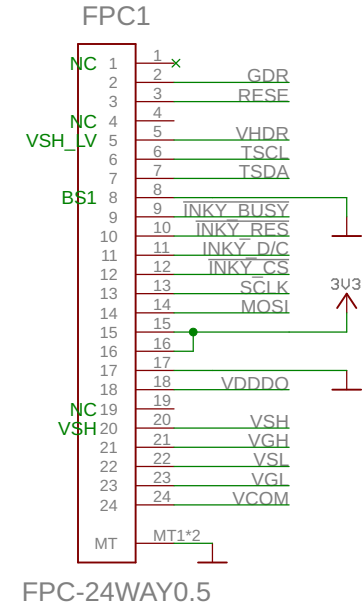 FPC1
NC 1 1
2 2 GDR
3 3 RESE
NC 4 4
VSH_LV 5 5 VHDR
6 6 TSCL
7 7 TSDA
BS1 8 8
9 9 INKY_BUSY
10 10 INKY_RES
11 11 INKY_D/C
12 12 INKY_CS
13 13 SCLK
3V3
14 14 MOSI
15 15
16 16
17 17
18 18 VDDDO
NC 19 19
VSH 20 20 VSH
21 21 VGH
22 22 VSL
23 23 VGL
24 24 VCOM
MT MT1*2
FPC-24WAY0.5